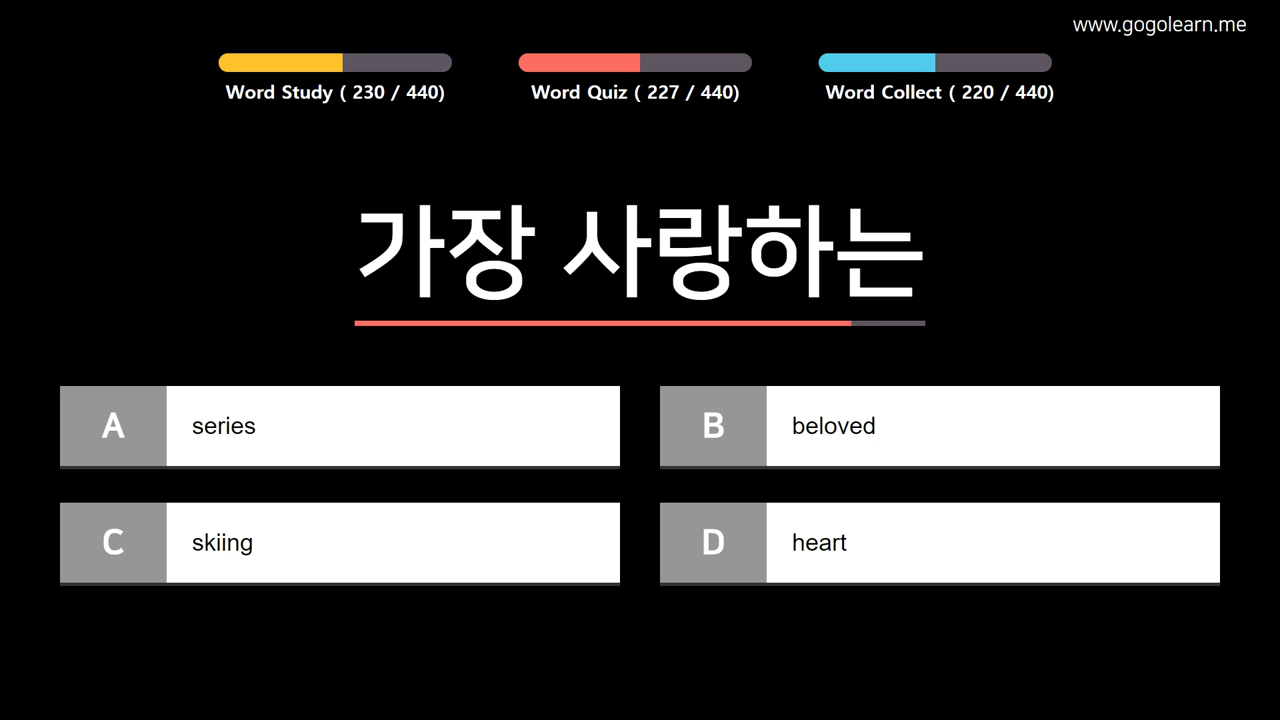 www.gogolearn.me
Word Study ( 230 / 440)
Word Quiz ( 227 / 440)
Word Collect ( 220 / 440)
가장 사랑하는
A series
B beloved
C skiing
D heart